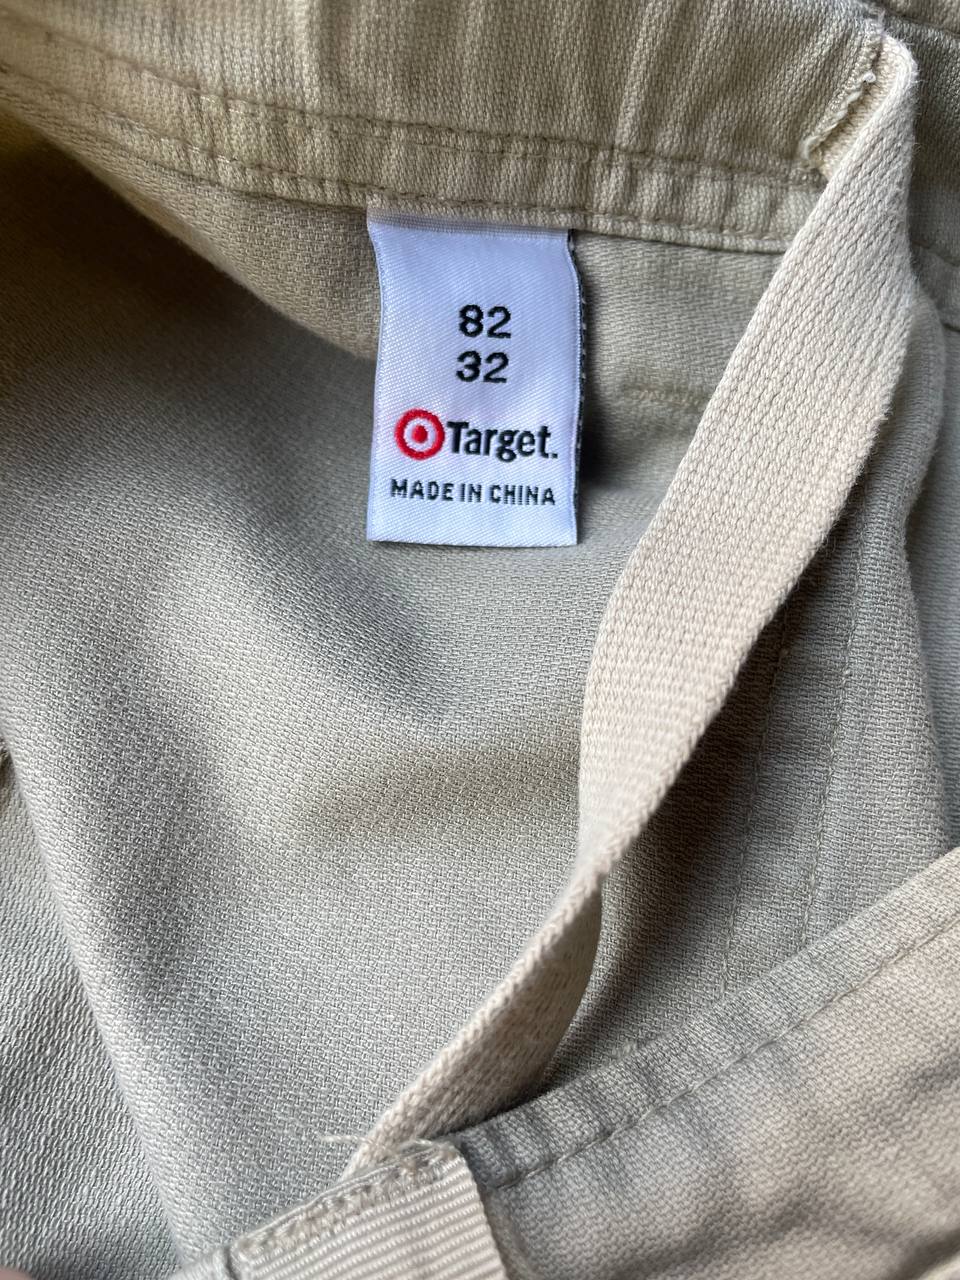 82
32
Target.
MADE IN CHINA